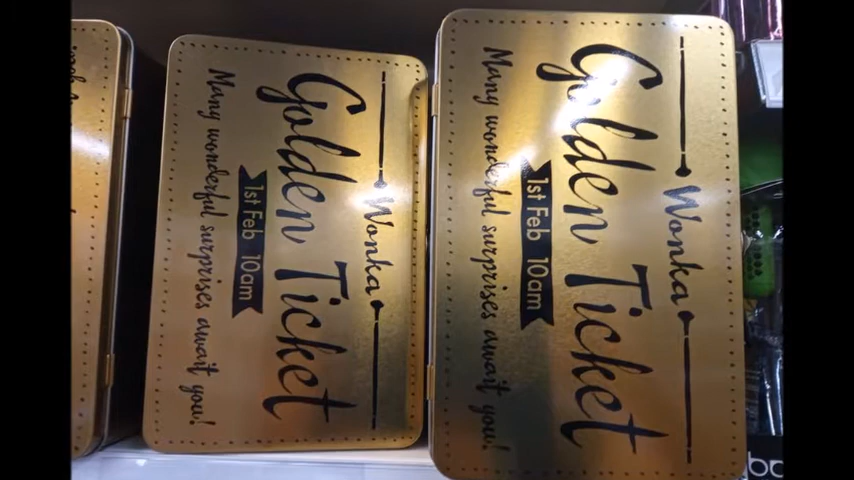 Wonka
Golden Ticket
1st Feb 10am
Many wonderful surprises await you!
Wonka
Golden Ticket
1st Feb 10am
Many wonderful surprises await you!